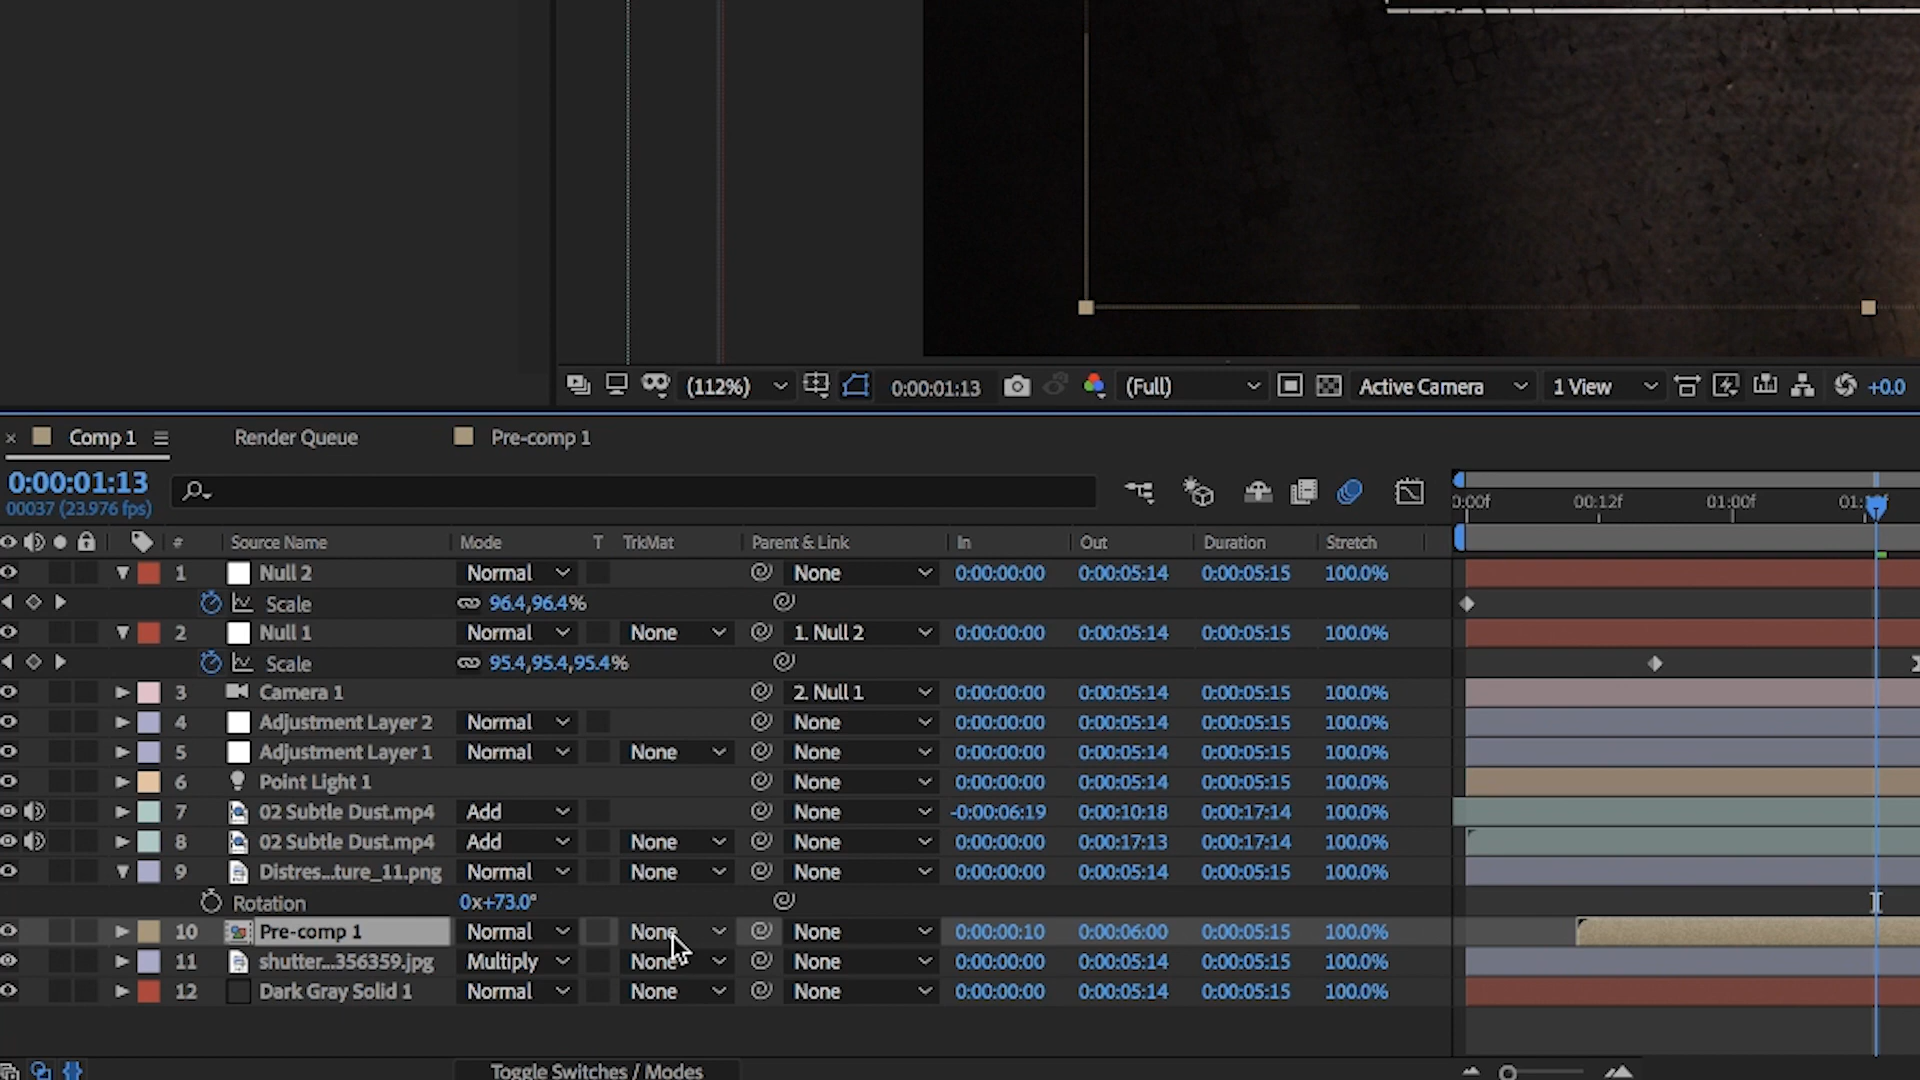 (112%) 0:00:01:13 (Full) Active Camera 1 View +0.0
× Comp 1 Render Queue Pre-comp 1
0:00:01:13
00037 (23.976 fps)
0:00f 00:12f 01:00f
# Source Name Mode T TrkMat Parent & Link In Out Duration Stretch
1 Null 2 Normal None 0:00:00:00 0:00:05:14 0:00:05:15 100.0%
Scale 96.4,96.4%
2 Null 1 Normal None 1. Null 2 0:00:00:00 0:00:05:14 0:00:05:15 100.0%
Scale 95.4,95.4,95.4%
3 Camera 1 2. Null 1 0:00:00:00 0:00:05:14 0:00:05:15 100.0%
4 Adjustment Layer 2 Normal None 0:00:00:00 0:00:05:14 0:00:05:15 100.0%
5 Adjustment Layer 1 Normal None None 0:00:00:00 0:00:05:14 0:00:05:15 100.0%
6 Point Light 1 None 0:00:00:00 0:00:05:14 0:00:05:15 100.0%
7 02 Subtle Dust.mp4 Add None -0:00:06:19 0:00:10:18 0:00:17:14 100.0%
8 02 Subtle Dust.mp4 Add None None 0:00:00:00 0:00:17:13 0:00:17:14 100.0%
9 Distres...ture_11.png Normal None None 0:00:00:00 0:00:05:14 0:00:05:15 100.0%
Rotation 0x+73.0°
10 Pre-comp 1 Normal None None 0:00:00:10 0:00:06:00 0:00:05:15 100.0%
11 shutter...356359.jpg Multiply None None 0:00:00:00 0:00:05:14 0:00:05:15 100.0%
12 Dark Gray Solid 1 Normal None None 0:00:00:00 0:00:05:14 0:00:05:15 100.0%
Toggle Switches / Modes